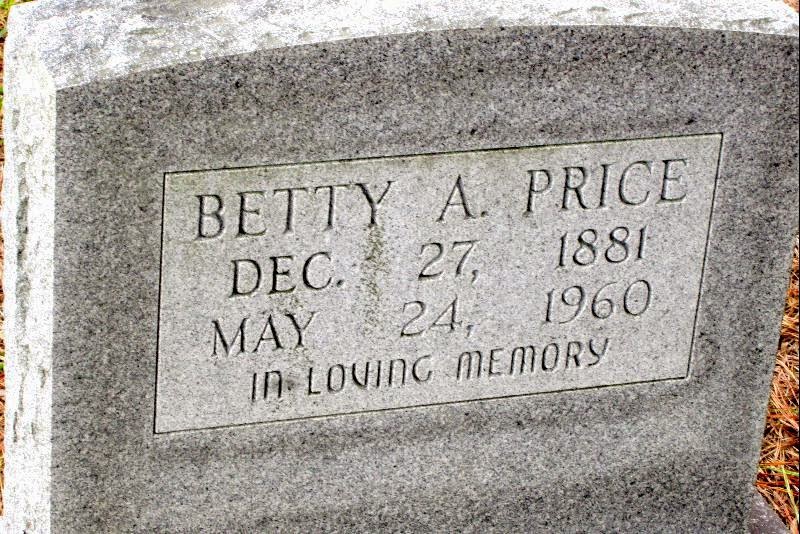 BETTY A. PRICE
DEC. 27, 1881
MAY 24, 1960
IN LOVING MEMORY